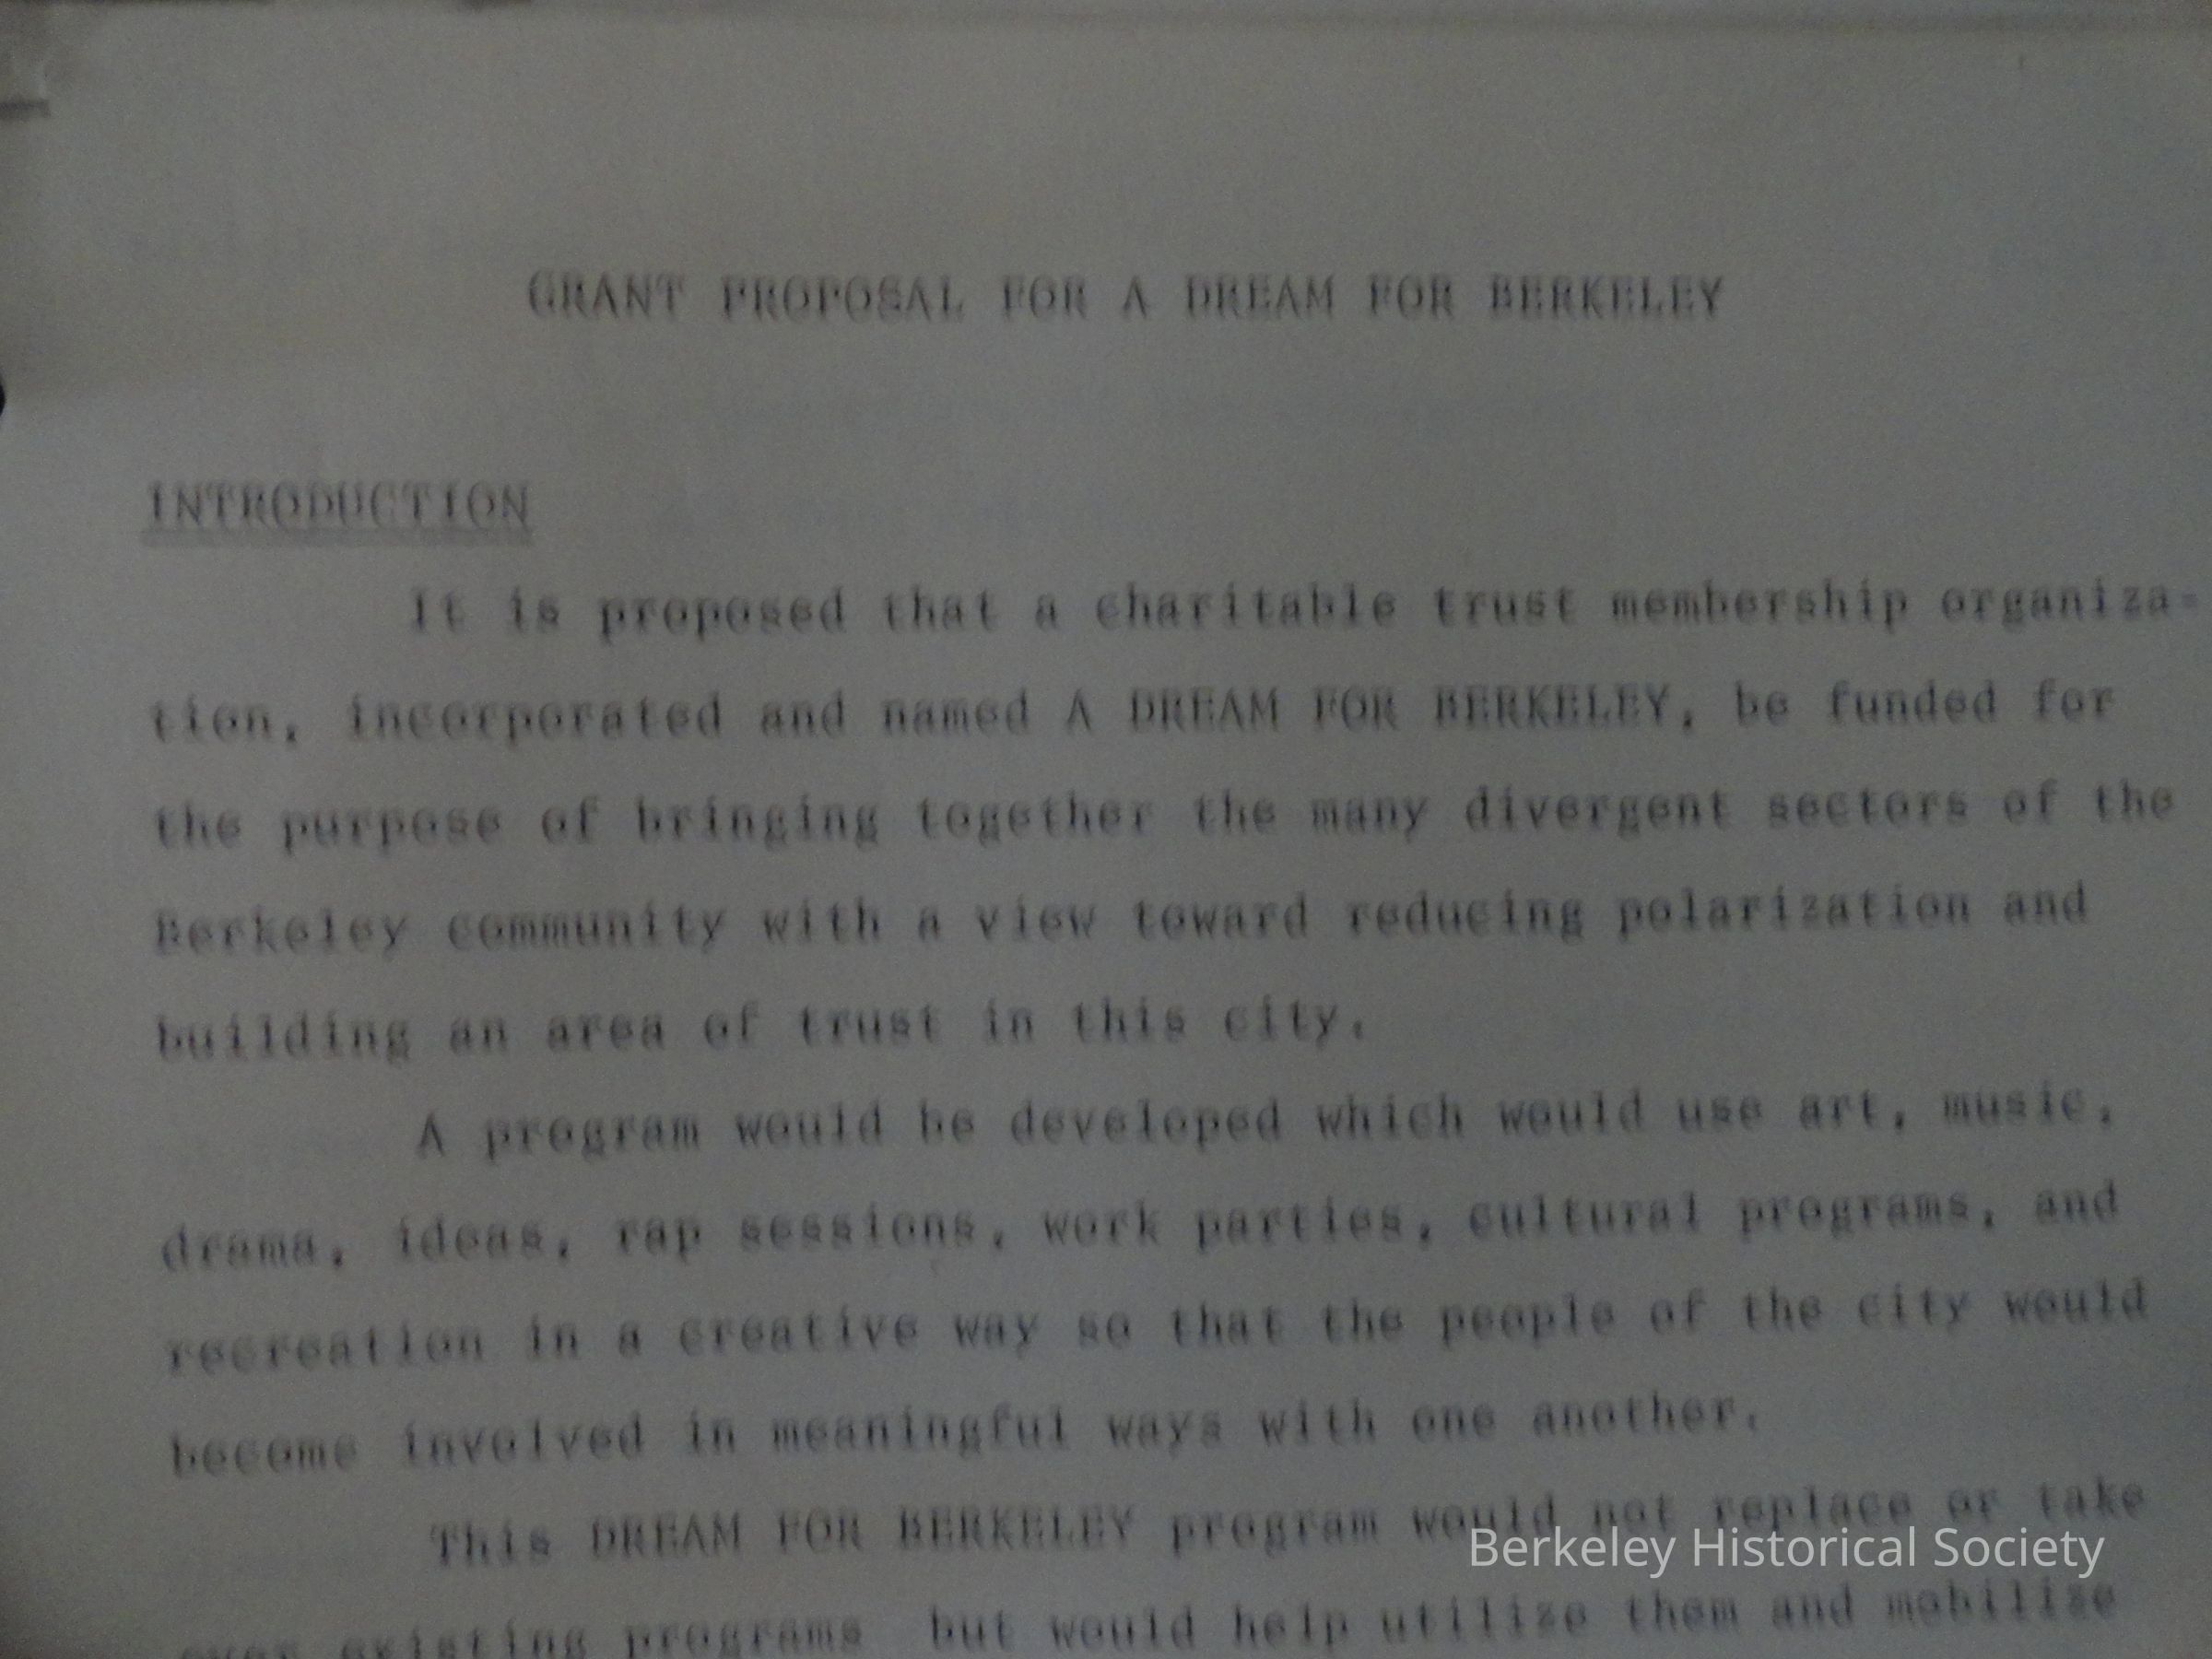 GRANT PROPOSAL FOR A DREAM FOR BERKELEY
INTRODUCTION
It is proposed that a charitable trust membership organiza-
tion, incorporated and named A DREAM FOR BERKELEY, be funded for
the purpose of bringing together the many divergent sectors of the
Berkeley community with a view toward reducing polarization and
building an area of trust in this city.
A program would be developed which would use art, music,
drama, ideas, rap sessions, work parties, cultural programs, and
recreation in a creative way so that the people of the city would
become involved in meaningful ways with one another.
This DREAM FOR BERKELEY program would not replace or take
over existing programs but would help utilize them and mobilize
Berkeley Historical Society